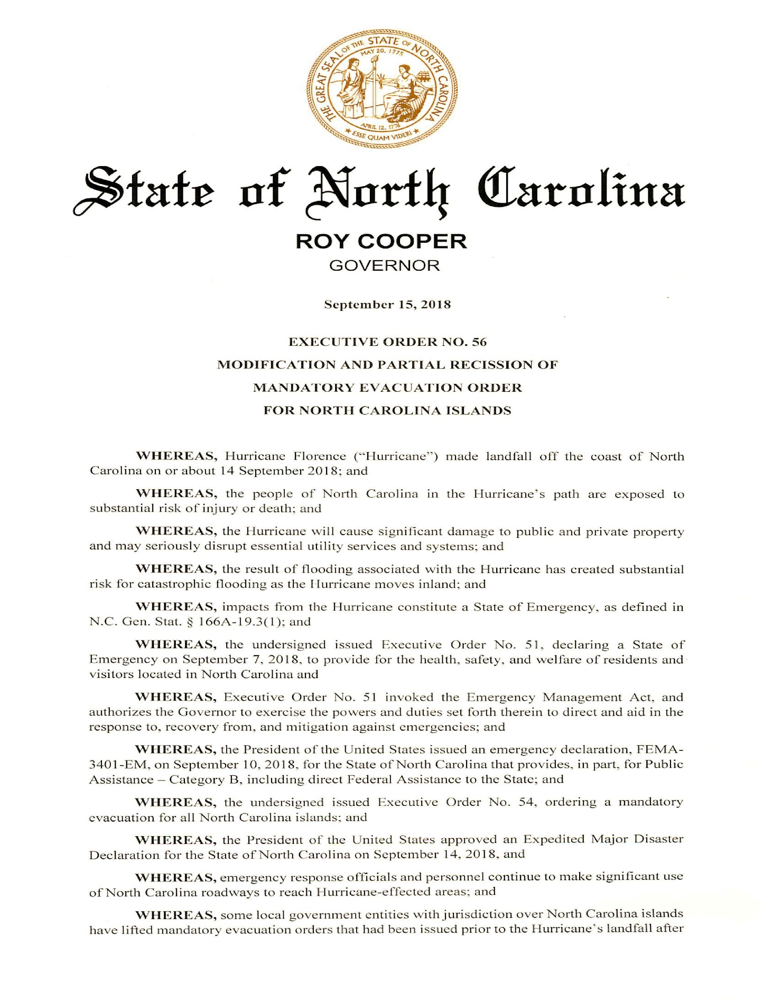 THE GREAT SEAL OF THE STATE OF NORTH CAROLINA
MAY 20, 1775
APRIL 12, 1776
★ ESSE QUAM VIDERI ★
State of North Carolina
ROY COOPER
GOVERNOR
September 15, 2018
EXECUTIVE ORDER NO. 56
MODIFICATION AND PARTIAL RECISSION OF
MANDATORY EVACUATION ORDER
FOR NORTH CAROLINA ISLANDS
WHEREAS, Hurricane Florence (“Hurricane”) made landfall off the coast of North
Carolina on or about 14 September 2018; and
WHEREAS, the people of North Carolina in the Hurricane’s path are exposed to
substantial risk of injury or death; and
WHEREAS, the Hurricane will cause significant damage to public and private property
and may seriously disrupt essential utility services and systems; and
WHEREAS, the result of flooding associated with the Hurricane has created substantial
risk for catastrophic flooding as the Hurricane moves inland; and
WHEREAS, impacts from the Hurricane constitute a State of Emergency, as defined in
N.C. Gen. Stat. § 166A-19.3(1); and
WHEREAS, the undersigned issued Executive Order No. 51, declaring a State of
Emergency on September 7, 2018, to provide for the health, safety, and welfare of residents and
visitors located in North Carolina and
WHEREAS, Executive Order No. 51 invoked the Emergency Management Act, and
authorizes the Governor to exercise the powers and duties set forth therein to direct and aid in the
response to, recovery from, and mitigation against emergencies; and
WHEREAS, the President of the United States issued an emergency declaration, FEMA-
3401-EM, on September 10, 2018, for the State of North Carolina that provides, in part, for Public
Assistance – Category B, including direct Federal Assistance to the State; and
WHEREAS, the undersigned issued Executive Order No. 54, ordering a mandatory
evacuation for all North Carolina islands; and
WHEREAS, the President of the United States approved an Expedited Major Disaster
Declaration for the State of North Carolina on September 14, 2018, and
WHEREAS, emergency response officials and personnel continue to make significant use
of North Carolina roadways to reach Hurricane-effected areas; and
WHEREAS, some local government entities with jurisdiction over North Carolina islands
have lifted mandatory evacuation orders that had been issued prior to the Hurricane’s landfall after